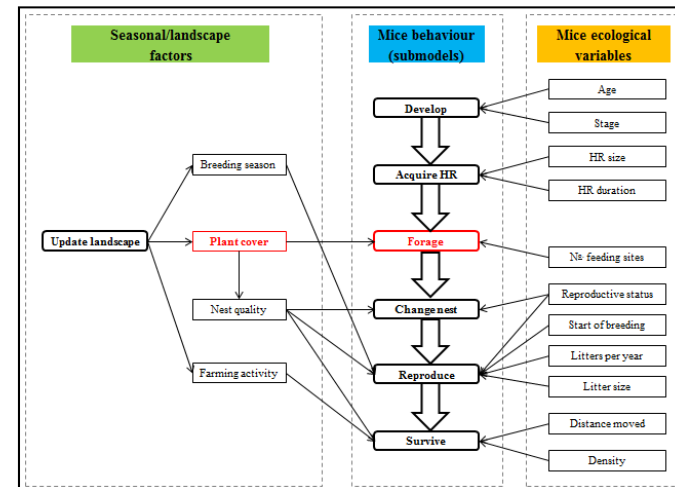 Seasonal/landscape
factors
Mice behaviour
(submodels)
Mice ecological
variables
Develop
Age
Stage
Breeding season
Acquire HR
HR size
HR duration
Update landscape
Plant cover
Forage
Nº feeding sites
Nest quality
Change nest
Reproductive status
Start of breeding
Farming activity
Reproduce
Litters per year
Litter size
Survive
Distance moved
Density